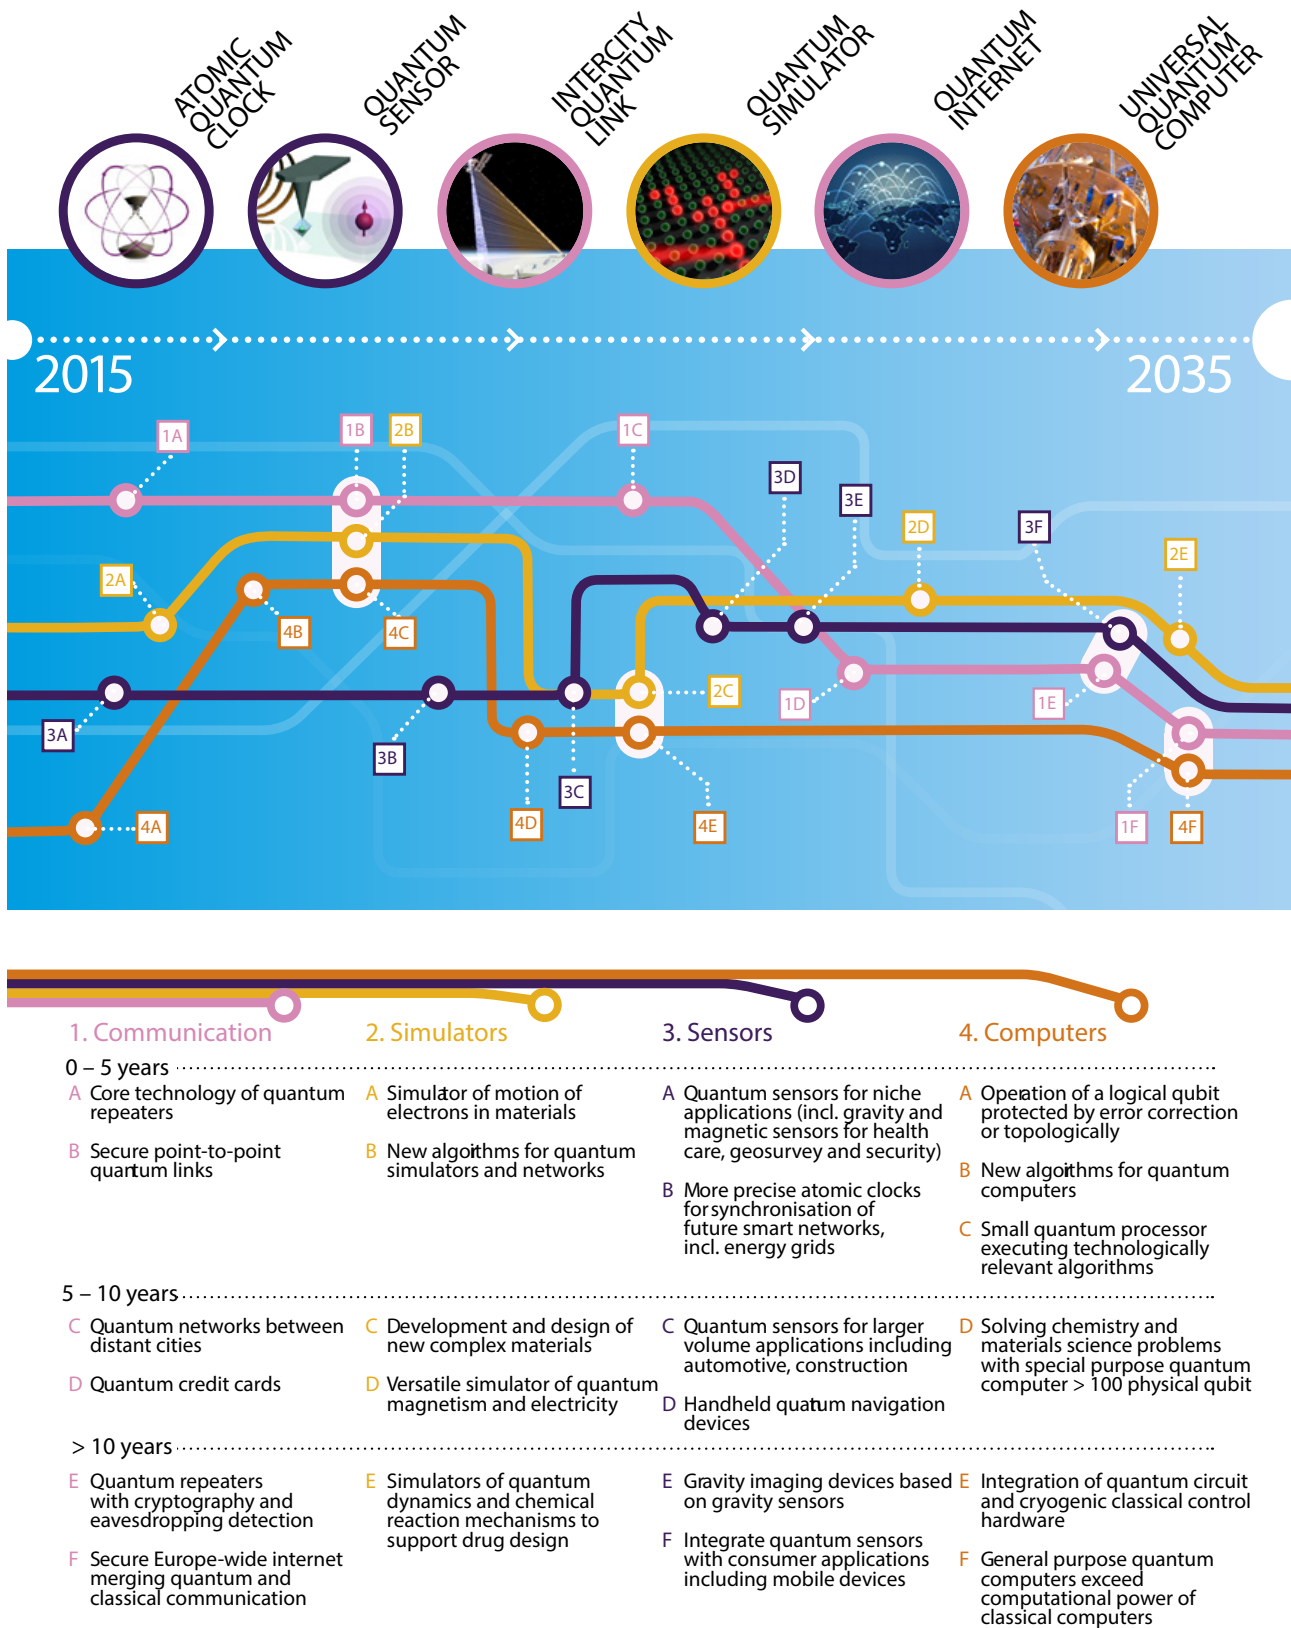 ATOMIC
QUANTUM
CLOCK
QUANTUM
SENSOR
INTERCITY
QUANTUM
LINK
QUANTUM
SIMULATOR
QUANTUM
INTERNET
UNIVERSAL
QUANTUM
COMPUTER
2015
2035
1A
1B
2B
1C
3D
3E
2D
3F
2E
2A
4B
4C
2C
1D
1E
3A
3B
3C
4A
4D
4E
1F
4F
1. Communication
2. Simulators
3. Sensors
4. Computers
0 – 5 years
A Core technology of quantum
repeaters
B Secure point-to-point
quantum links
A Simulator of motion of
electrons in materials
B New algorithms for quantum
simulators and networks
A Quantum sensors for niche
applications (incl. gravity and
magnetic sensors for health
care, geosurvey and security)
B More precise atomic clocks
for synchronisation of
future smart networks,
incl. energy grids
A Operation of a logical qubit
protected by error correction
or topologically
B New algorithms for quantum
computers
C Small quantum processor
executing technologically
relevant algorithms
5 – 10 years
C Quantum networks between
distant cities
D Quantum credit cards
C Development and design of
new complex materials
D Versatile simulator of quantum
magnetism and electricity
C Quantum sensors for larger
volume applications including
automotive, construction
D Handheld quantum navigation
devices
D Solving chemistry and
materials science problems
with special purpose quantum
computer > 100 physical qubit
> 10 years
E Quantum repeaters
with cryptography and
eavesdropping detection
F Secure Europe-wide internet
merging quantum and
classical communication
E Simulators of quantum
dynamics and chemical
reaction mechanisms to
support drug design
E Gravity imaging devices based
on gravity sensors
F Integrate quantum sensors
with consumer applications
including mobile devices
E Integration of quantum circuit
and cryogenic classical control
hardware
F General purpose quantum
computers exceed
computational power of
classical computers